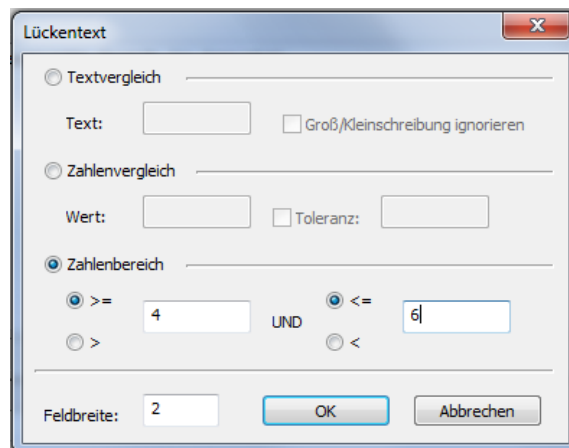 Lückentext
Textvergleich
Text: Groß/Kleinschreibung ignorieren
Zahlenvergleich
Wert: Toleranz:
Zahlenbereich
>= 4 UND <= 6
> <
Feldbreite: 2 OK Abbrechen